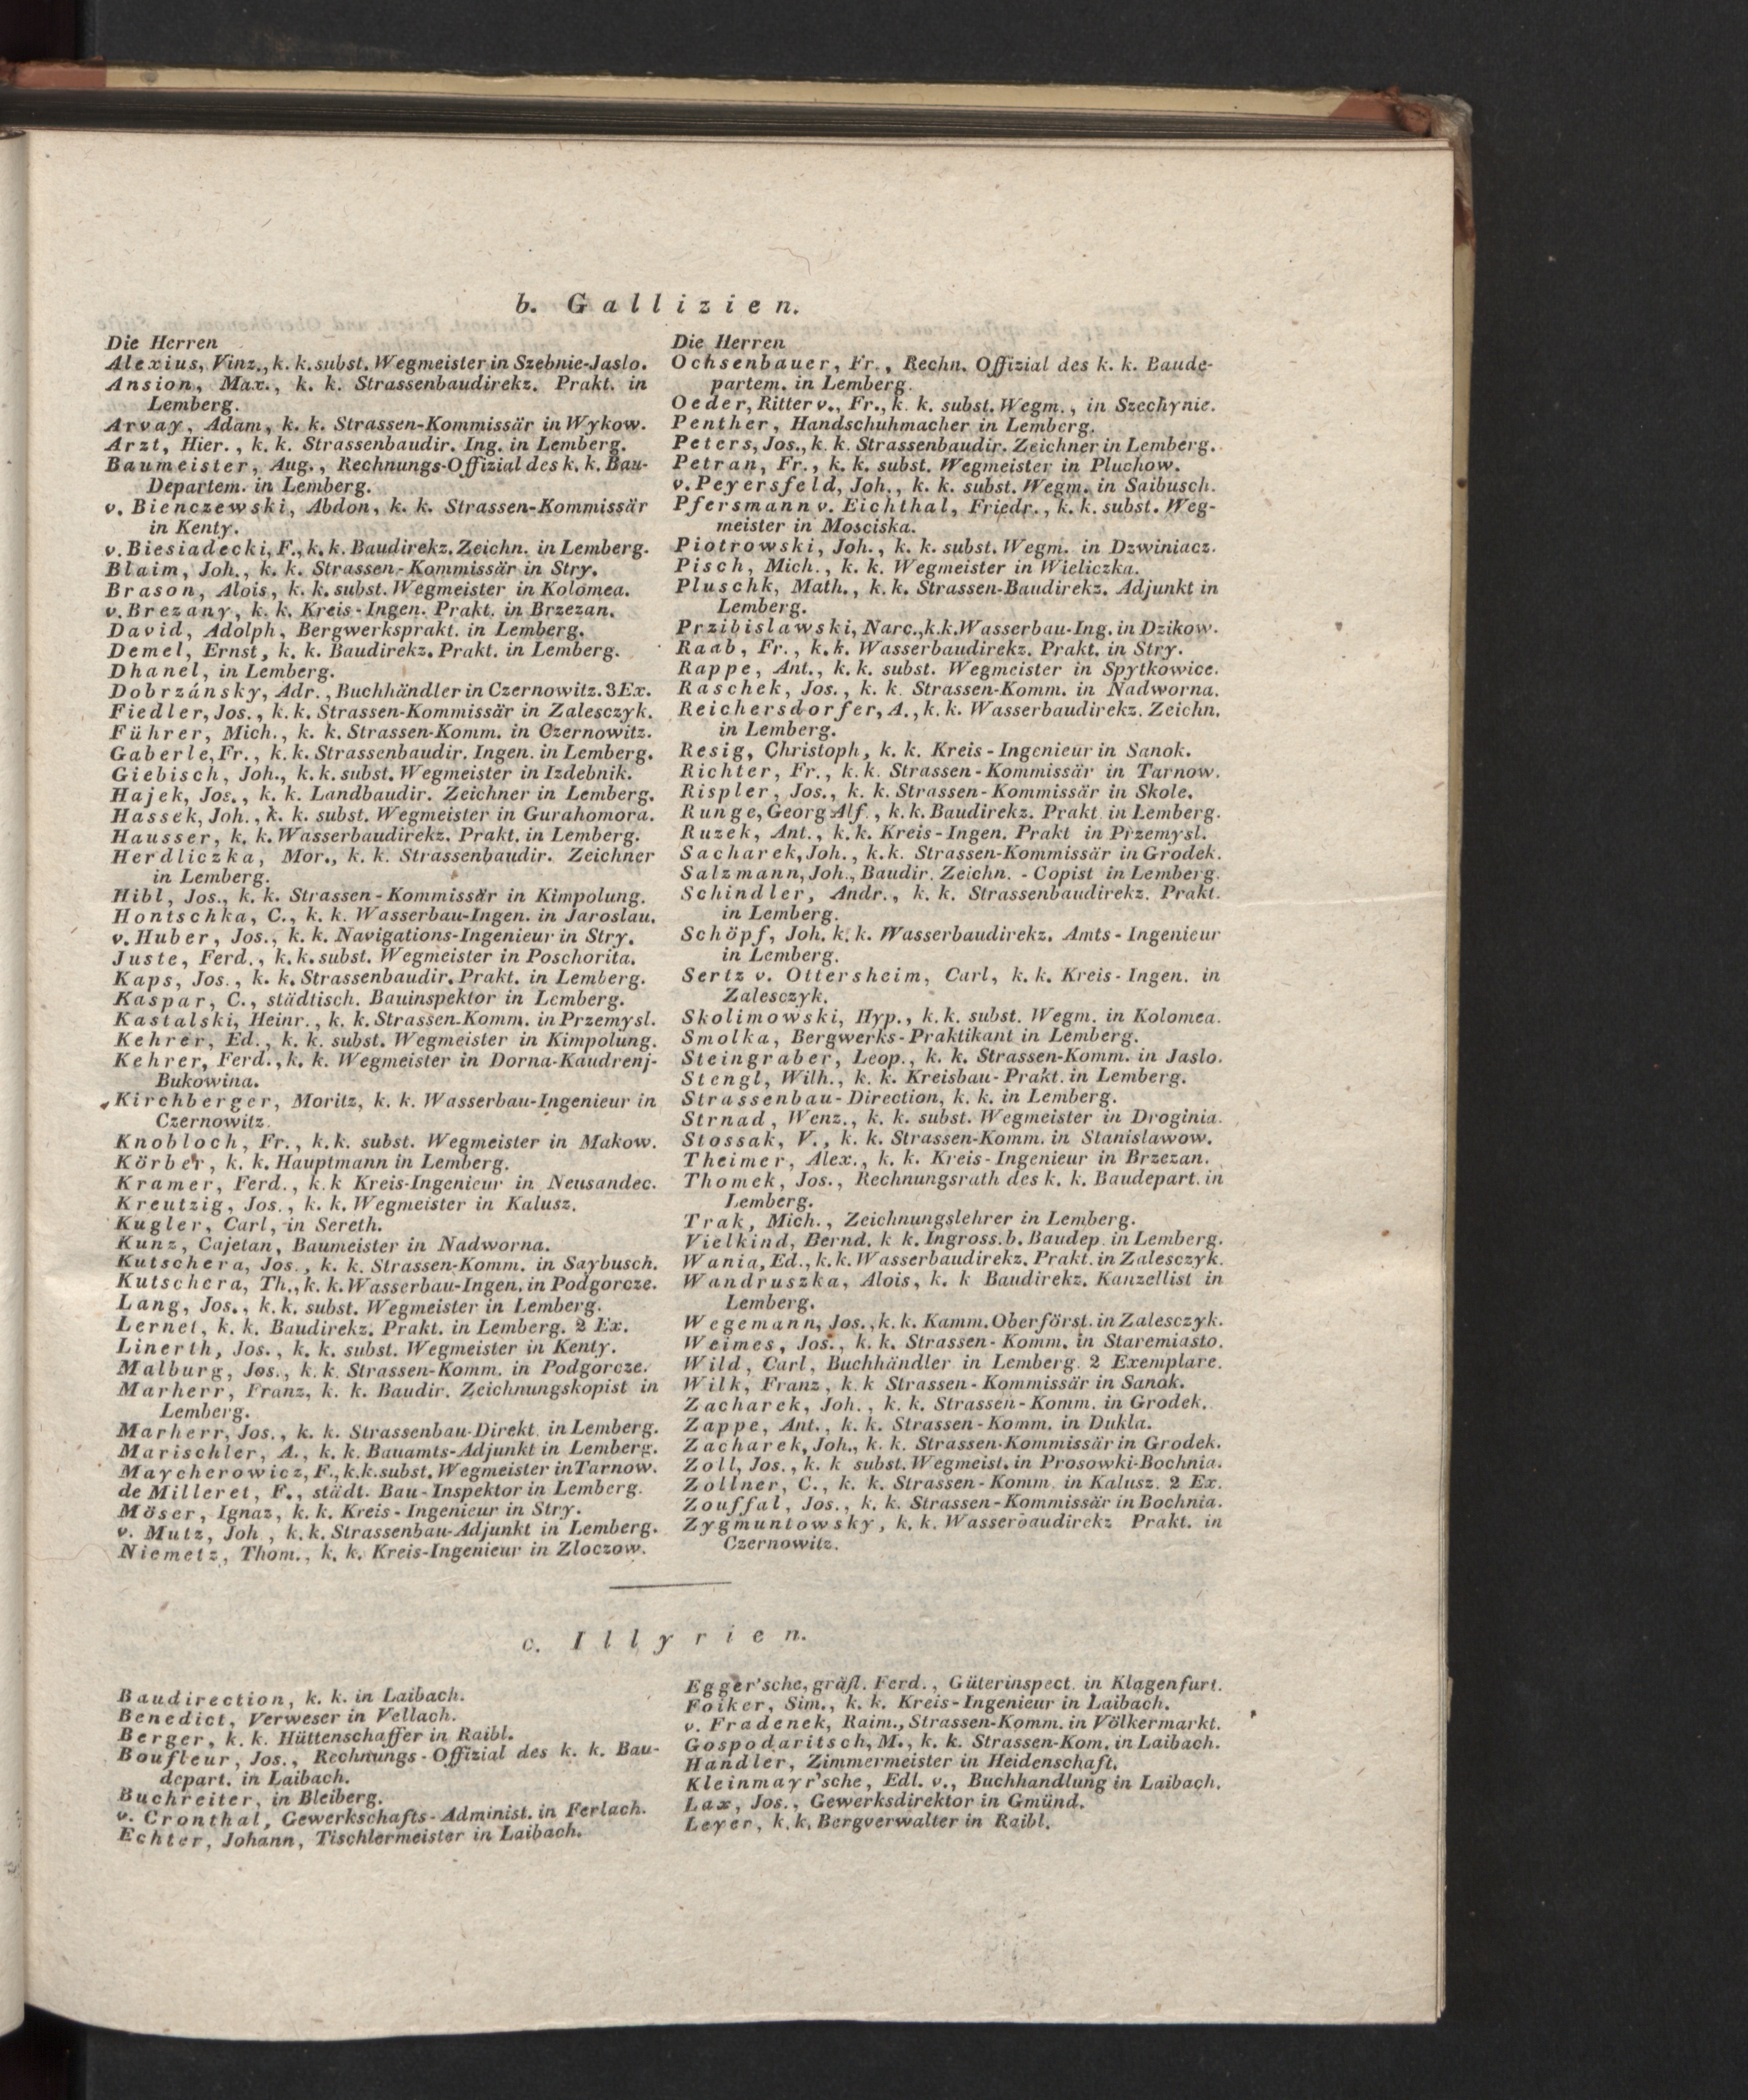 b. Gallizien.
Die Herren
Alexius, Vinz., k. k. subst. Wegmeister in Szebnie-Jaslo.
Ansion, Max., k. k. Strassenbaudirekz. Prakt. in
Lemberg.
Arvay, Adam, k. k. Strassen-Kommissär in Wykow.
Arzt, Hier., k. k. Strassenbaudir. Ing. in Lemberg.
Baumeister, Aug., Rechnungs-Offizial des k. k. Bau-
Departem. in Lemberg.
v. Bienczewski, Abdon, k. k. Strassen-Kommissär
in Kenty.
v. Biesiadecki, F., k. k. Baudirekz. Zeichn. in Lemberg.
Blaim, Joh., k. k. Strassen-Kommissär in Stry.
Brason, Alois, k. k. subst. Wegmeister in Kolomea.
v. Brezany, k. k. Kreis-Ingen. Prakt. in Brzezan.
David, Adolph, Bergwerksprakt. in Lemberg.
Demel, Ernst, k. k. Baudirekz. Prakt. in Lemberg.
Dhanel, in Lemberg.
Dobrzánsky, Adr., Buchhändler in Czernowitz. 3 Ex.
Fiedler, Jos., k. k. Strassen-Kommissär in Zalesczyk.
Führer, Mich., k. k. Strassen-Komm. in Czernowitz.
Gaberle, Fr., k. k. Strassenbaudir. Ingen. in Lemberg.
Giebisch, Joh., k. k. subst. Wegmeister in Izdebnik.
Hajek, Jos., k. k. Landbaudir. Zeichner in Lemberg.
Hassek, Joh., k. k. subst. Wegmeister in Gurahomora.
Hausser, k. k. Wasserbaudirekz. Prakt. in Lemberg.
Herdliczka, Mor., k. k. Strassenbaudir. Zeichner
in Lemberg.
Hibl, Jos., k. k. Strassen-Kommissär in Kimpolung.
Hontschka, C., k. k. Wasserbau-Ingen. in Jaroslau.
v. Huber, Jos., k. k. Navigations-Ingenieur in Stry.
Juste, Ferd., k. k. subst. Wegmeister in Poschorita.
Kaps, Jos., k. k. Strassenbaudir. Prakt. in Lemberg.
Kaspar, C., städtisch. Bauinspektor in Lemberg.
Kastalski, Heinr., k. k. Strassen-Komm. in Przemysl.
Kehrer, Ed., k. k. subst. Wegmeister in Kimpolung.
Kehrer, Ferd., k. k. Wegmeister in Dorna-Kaudrenj-
Bukowina.
Kirchberger, Moritz, k. k. Wasserbau-Ingenieur in
Czernowitz.
Knobloch, Fr., k. k. subst. Wegmeister in Makow.
Körber, k. k. Hauptmann in Lemberg.
Kramer, Ferd., k. k Kreis-Ingenieur in Neusandec.
Kreutzig, Jos., k. k. Wegmeister in Kalusz.
Kugler, Carl, in Sereth.
Kunz, Cajetan, Baumeister in Nadworna.
Kutschera, Jos., k. k. Strassen-Komm. in Saybusch.
Kutschera, Th., k. k. Wasserbau-Ingen. in Podgorcze.
Lang, Jos., k. k. subst. Wegmeister in Lemberg.
Lernet, k. k. Baudirekz. Prakt. in Lemberg. 2 Ex.
Linerth, Jos., k. k. subst. Wegmeister in Kenty.
Malburg, Jos., k. k. Strassen-Komm. in Podgorcze.
Marherr, Franz, k. k. Baudir. Zeichnungskopist in
Lemberg.
Marherr, Jos., k. k. Strassenbau-Direkt. in Lemberg.
Marischler, A., k. k. Bauamts-Adjunkt in Lemberg.
Maycherowicz, F., k. k. subst. Wegmeister in Tarnow.
de Milleret, F., städt. Bau-Inspektor in Lemberg.
Möser, Ignaz, k. k. Kreis-Ingenieur in Stry.
v. Mutz, Joh., k. k. Strassenbau-Adjunkt in Lemberg.
Niemetz, Thom., k. k. Kreis-Ingenieur in Zloczow.
Die Herren
Ochsenbauer, Fr., Rechn. Offizial des k. k. Baude-
partem. in Lemberg.
Oeder, Ritter v., Fr., k. k. subst. Wegm., in Szechynie.
Penther, Handschuhmacher in Lemberg.
Peters, Jos., k. k. Strassenbaudir. Zeichner in Lemberg.
Petran, Fr., k. k. subst. Wegmeister in Pluchow.
v. Peyersfeld, Joh., k. k. subst. Wegm. in Saibusch.
Pfersmann v. Eichthal, Friedr., k. k. subst. Weg-
meister in Mosciska.
Piotrowski, Joh., k. k. subst. Wegm. in Dzwiniacz.
Pisch, Mich., k. k. Wegmeister in Wieliczka.
Pluschk, Math., k. k. Strassen-Baudirekz. Adjunkt in
Lemberg.
Przibislawski, Narc., k. k. Wasserbau-Ing. in Dzikow.
Raab, Fr., k. k. Wasserbaudirekz. Prakt. in Stry.
Rappe, Ant., k. k. subst. Wegmeister in Spytkowice.
Raschek, Jos., k. k. Strassen-Komm. in Nadworna.
Reichersdorfer, A., k. k. Wasserbaudirekz. Zeichn.
in Lemberg.
Resig, Christoph, k. k. Kreis-Ingenieur in Sanok.
Richter, Fr., k. k. Strassen-Kommissär in Tarnow.
Rispler, Jos., k. k. Strassen-Kommissär in Skole.
Runge, Georg Alf., k. k. Baudirekz. Prakt in Lemberg.
Ruzek, Ant., k. k. Kreis-Ingen. Prakt in Przemysl.
Sacharek, Joh., k. k. Strassen-Kommissär in Grodek.
Salzmann, Joh., Baudir. Zeichn. - Copist in Lemberg.
Schindler, Andr., k. k. Strassenbaudirekz. Prakt.
in Lemberg.
Schöpf, Joh. k. k. Wasserbaudirekz. Amts-Ingenieur
in Lemberg.
Sertz v. Ottersheim, Carl, k. k. Kreis-Ingen. in
Zalesczyk.
Skolimowski, Hyp., k. k. subst. Wegm. in Kolomea.
Smolka, Bergwerks-Praktikant in Lemberg.
Steingraber, Leop., k. k. Strassen-Komm. in Jaslo.
Stengl, Wilh., k. k. Kreisbau-Prakt. in Lemberg.
Strassenbau-Direction, k. k. in Lemberg.
Strnad, Wenz., k. k. subst. Wegmeister in Droginia.
Stossak, V., k. k. Strassen-Komm. in Stanislawow.
Theimer, Alex., k. k. Kreis-Ingenieur in Brzezan.
Thomek, Jos., Rechnungsrath des k. k. Baudepart. in
Lemberg.
Trak, Mich., Zeichnungslehrer in Lemberg.
Vielkind, Bernd. k k. Ingross. b. Baudep. in Lemberg.
Wania, Ed., k. k. Wasserbaudirekz. Prakt. in Zalesczyk.
Wandruszka, Alois, k. k Baudirekz. Kanzellist in
Lemberg.
Wegemann, Jos., k. k. Kamm. Oberförst. in Zalesczyk.
Weimes, Jos., k. k. Strassen-Komm. in Staremiasto.
Wild, Carl, Buchhändler in Lemberg. 2 Exemplare.
Wilk, Franz, k. k Strassen-Kommissär in Sanok.
Zacharek, Joh., k. k. Strassen-Komm. in Grodek.
Zappe, Ant., k. k. Strassen-Komm. in Dukla.
Zacharek, Joh., k. k. Strassen-Kommissär in Grodek.
Zoll, Jos., k. k subst. Wegmeist. in Prosowki-Bochnia.
Zollner, C., k. k. Strassen-Komm. in Kalusz. 2 Ex.
Zouffal, Jos., k. k. Strassen-Kommissär in Bochnia.
Zygmuntowsky, k. k. Wasserbaudirekz Prakt. in
Czernowitz.
c. Illyrien.
Baudirection, k. k. in Laibach.
Benedict, Verweser in Vellach.
Berger, k. k. Hüttenschaffer in Raibl.
Boufleur, Jos., Rechnungs-Offizial des k. k. Bau-
depart. in Laibach.
Buchreiter, in Bleiberg.
v. Cronthal, Gewerkschafts-Administ. in Ferlach.
Echter, Johann, Tischlermeister in Laibach.
Egger'sche, gräfl. Ferd., Güterinspect. in Klagenfurt.
Foiker, Sim., k. k. Kreis-Ingenieur in Laibach.
v. Fradenek, Raim., Strassen-Komm. in Völkermarkt.
Gospodaritsch, M., k. k. Strassen-Kom. in Laibach.
Handler, Zimmermeister in Heidenschaft.
Kleinmayr'sche, Edl. v., Buchhandlung in Laibach.
Lax, Jos., Gewerksdirektor in Gmünd.
Leyer, k. k. Bergverwalter in Raibl.